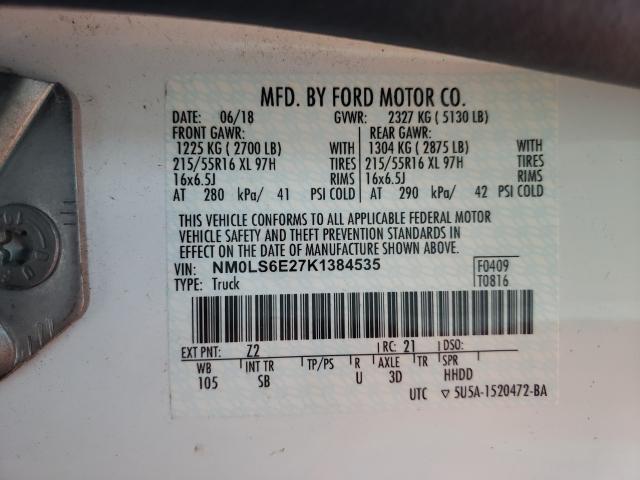 MFD. BY FORD MOTOR CO.
DATE: 06/18 GVWR: 2327 KG ( 5130 LB)
FRONT GAWR: REAR GAWR:
1225 KG ( 2700 LB) WITH 1304 KG ( 2875 LB) WITH
215/55R16 XL 97H TIRES 215/55R16 XL 97H TIRES
16x6.5J RIMS 16x6.5J RIMS
AT 280 kPa/ 41 PSI COLD AT 290 kPa/ 42 PSI COLD
THIS VEHICLE CONFORMS TO ALL APPLICABLE FEDERAL MOTOR
VEHICLE SAFETY AND THEFT PREVENTION STANDARDS IN
EFFECT ON THE DATE OF MANUFACTURE SHOWN ABOVE.
VIN: NM0LS6E27K1384535 F0409
TYPE: Truck T0816
EXT PNT: Z2 RC: 21 DSO:
WB INT TR TP/PS R AXLE TR SPR
105 SB U 3D HHDD
UTC ▽ 5U5A-1520472-BA